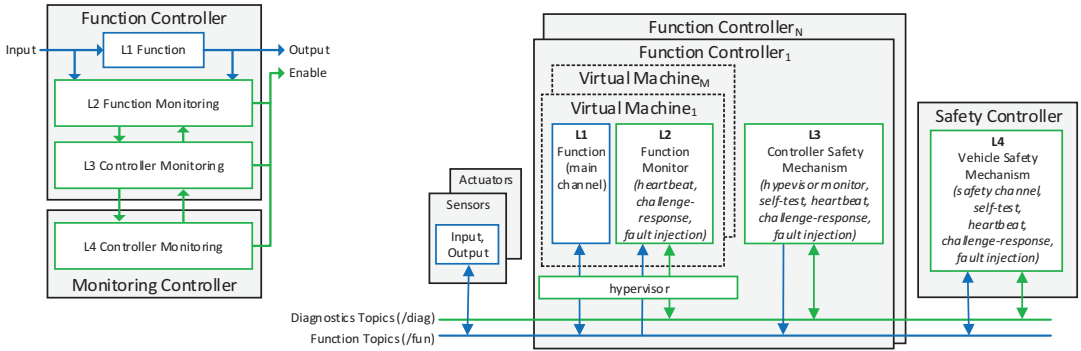 Function Controller
Input
L1 Function
Output
Enable
L2 Function Monitoring
L3 Controller Monitoring
L4 Controller Monitoring
Monitoring Controller
Function ControllerN
Function Controller1
Virtual MachineM
Virtual Machine1
L1
Function
(main
channel)
L2
Function
Monitor
(heartbeat,
challenge-
response,
fault injection)
L3
Controller Safety
Mechanism
(hypevisor monitor,
self-test, heartbeat,
challenge-response,
fault injection)
Safety Controller
L4
Vehicle Safety
Mechanism
(safety channel,
self-test,
heartbeat,
challenge-response,
fault injection)
Actuators
Sensors
Input,
Output
hypervisor
Diagnostics Topics (/diag)
Function Topics (/fun)